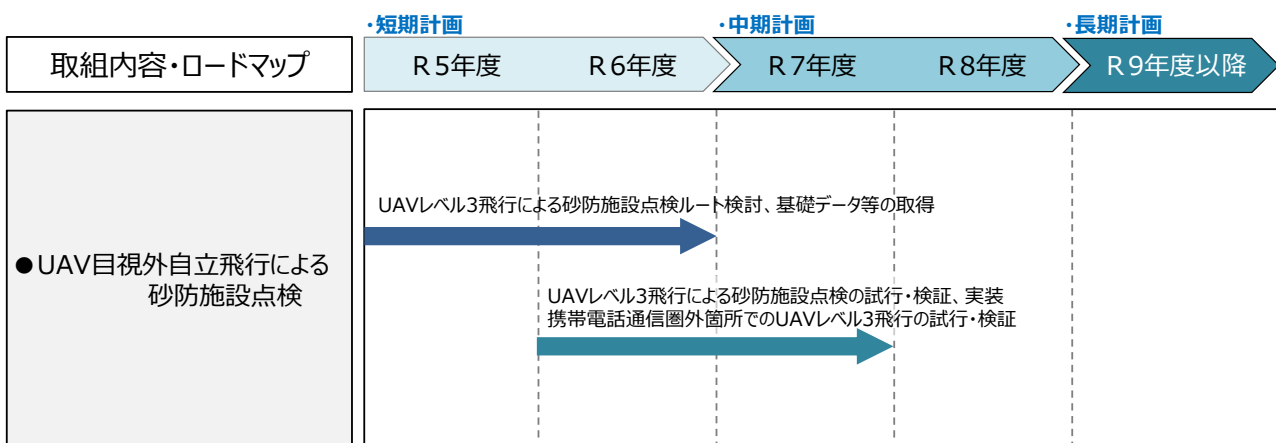 ・短期計画
・中期計画
・長期計画
取組内容・ロードマップ
R5年度
R6年度
R7年度
R8年度
R9年度以降
●UAV目視外自立飛行による
砂防施設点検
UAVレベル3飛行による砂防施設点検ルート検討、基礎データ等の取得
UAVレベル3飛行による砂防施設点検の試行・検証、実装
携帯電話通信圏外箇所でのUAVレベル3飛行の試行・検証